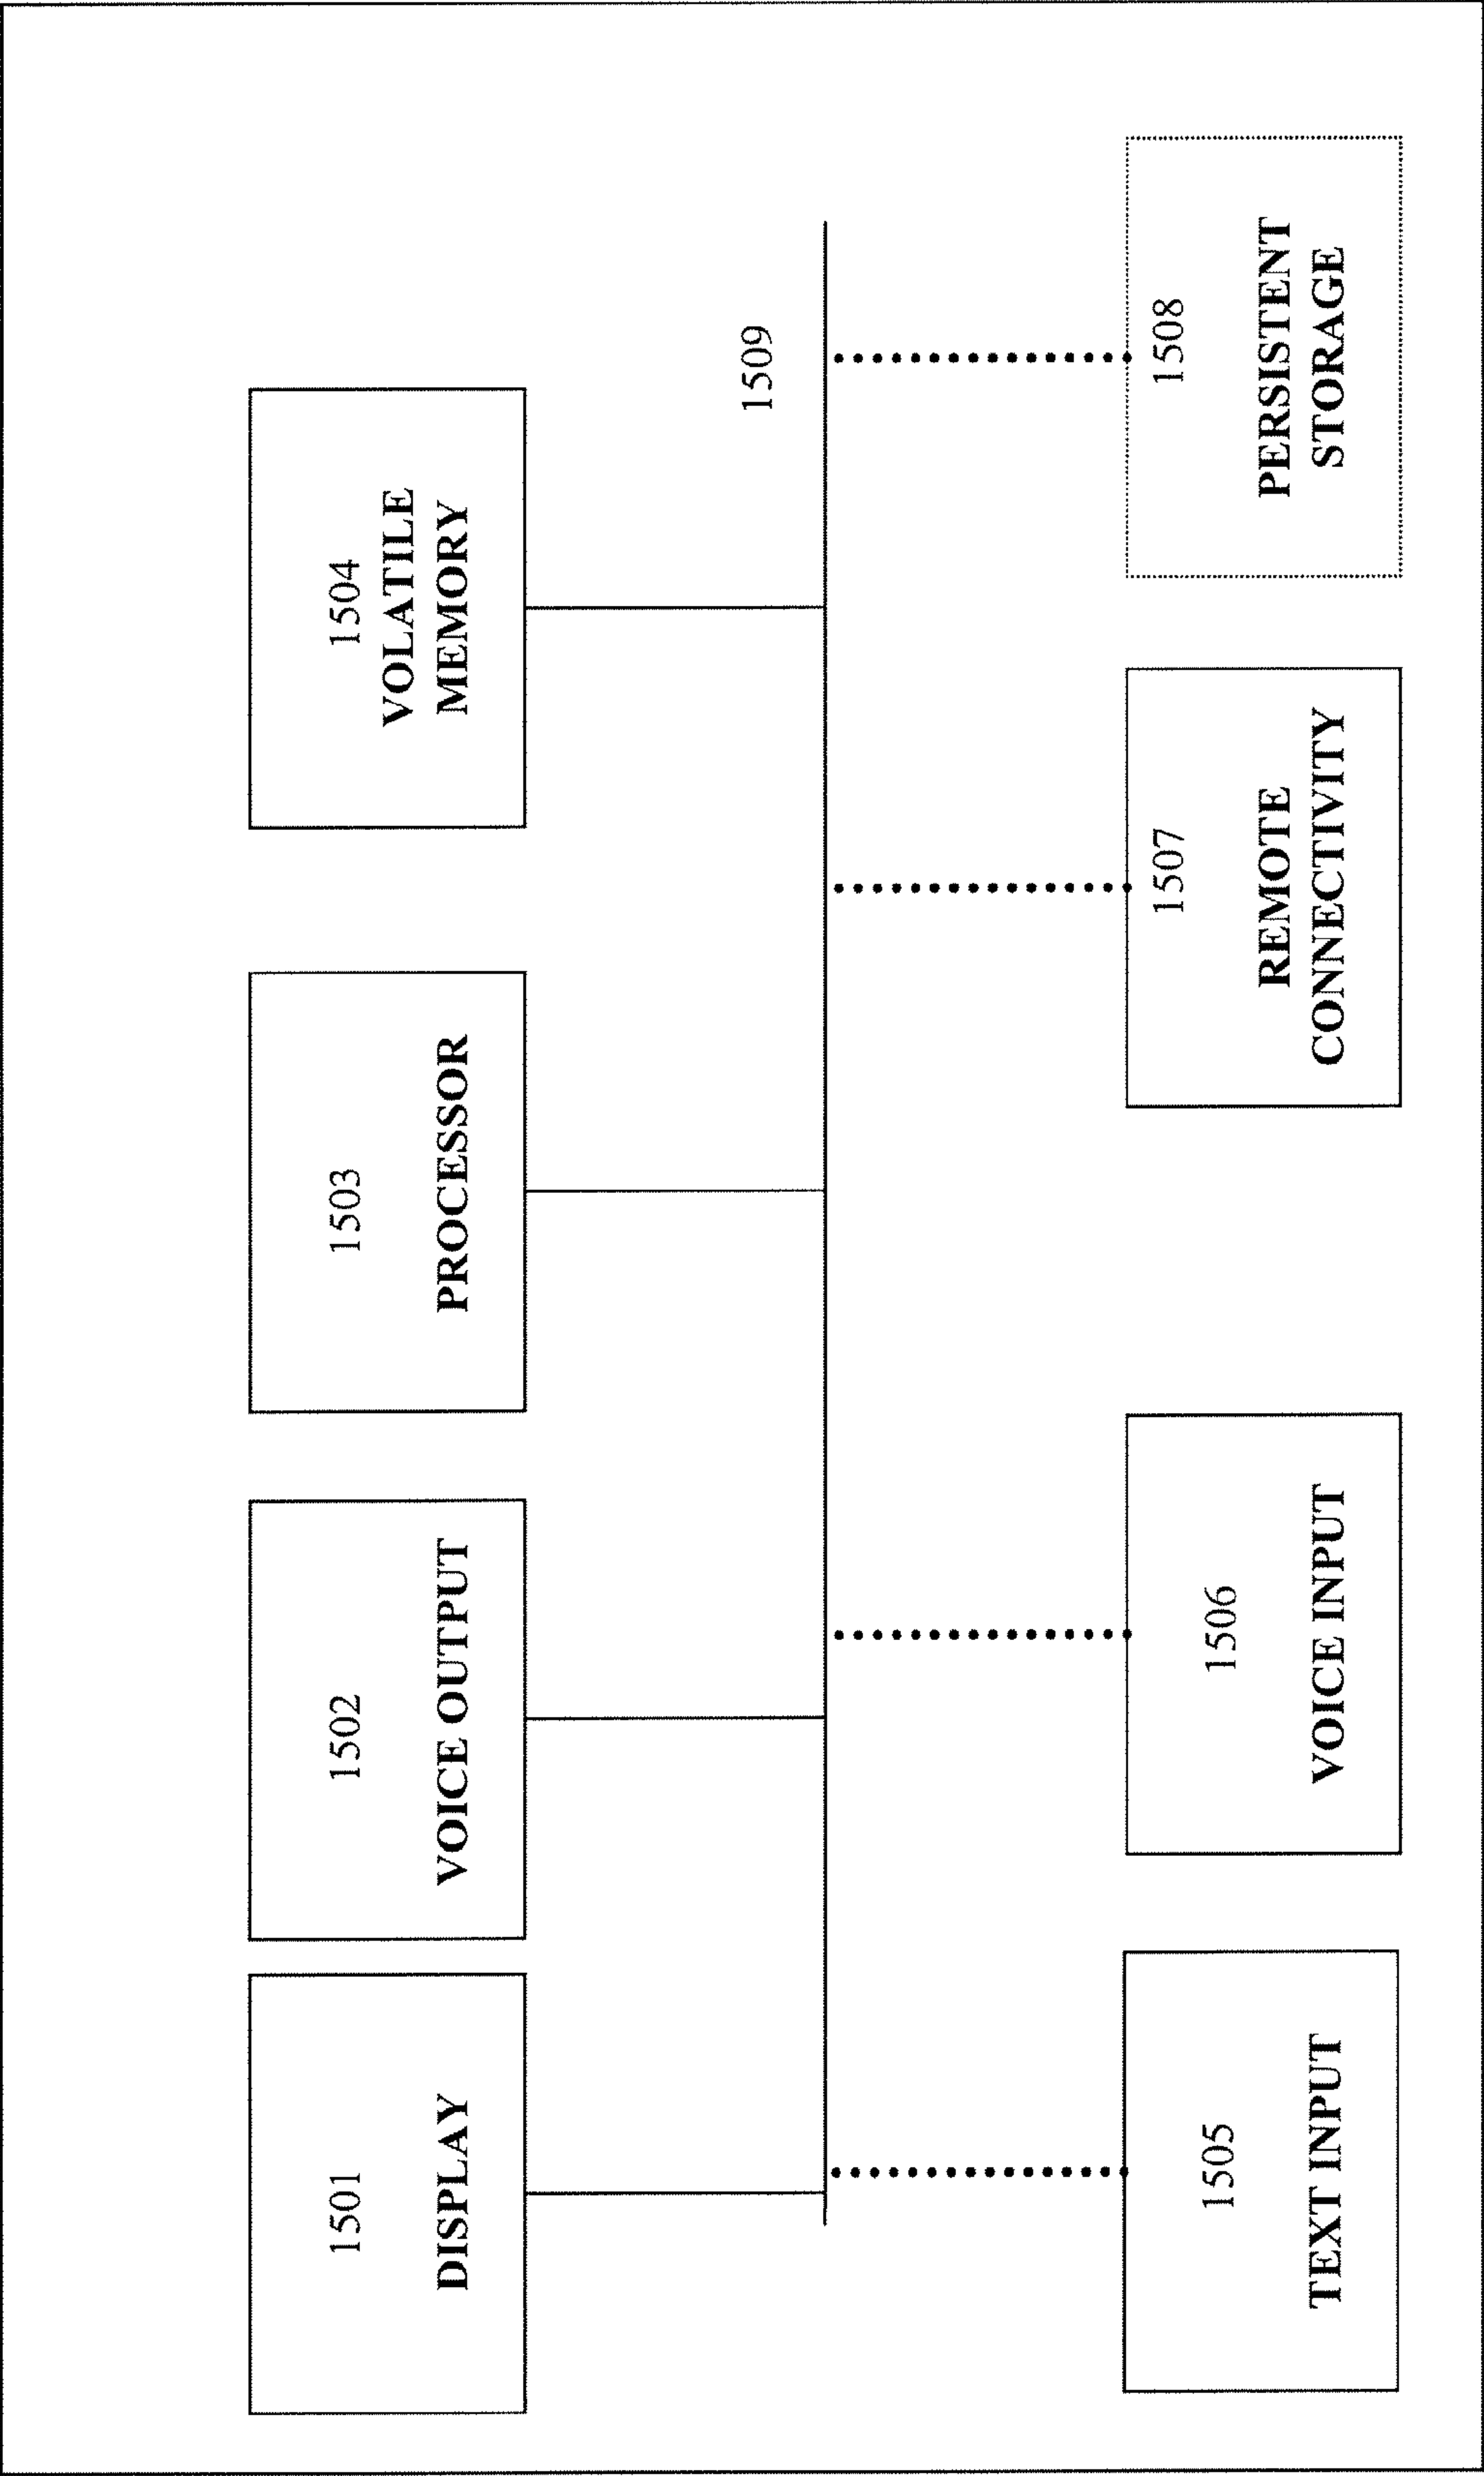 1501
DISPLAY
1502
VOICE OUTPUT
1503
PROCESSOR
1504
VOLATILE
MEMORY
1509
1505
TEXT INPUT
1506
VOICE INPUT
1507
REMOTE
CONNECTIVITY
1508
PERSISTENT
STORAGE